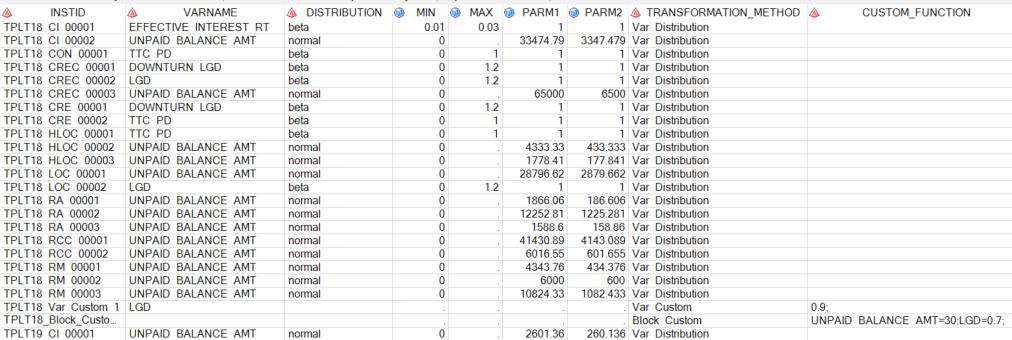 INSTID VARNAME DISTRIBUTION MIN MAX PARM1 PARM2 TRANSFORMATION_METHOD CUSTOM_FUNCTION
TPLT18 CI 00001 EFFECTIVE INTEREST RT beta 0.01 0.03 1 1 Var Distribution
TPLT18 CI 00002 UNPAID BALANCE AMT normal 0 . 33474.79 3347.479 Var Distribution
TPLT18 CON 00001 TTC PD beta 0 1 1 1 Var Distribution
TPLT18 CREC 00001 DOWNTURN LGD beta 0 1.2 1 1 Var Distribution
TPLT18 CREC 00002 LGD beta 0 1.2 1 1 Var Distribution
TPLT18 CREC 00003 UNPAID BALANCE AMT normal 0 . 65000 6500 Var Distribution
TPLT18 CRE 00001 DOWNTURN LGD beta 0 1.2 1 1 Var Distribution
TPLT18 CRE 00002 TTC PD beta 0 1 1 1 Var Distribution
TPLT18 HLOC 00001 TTC PD beta 0 1 1 1 Var Distribution
TPLT18 HLOC 00002 UNPAID BALANCE AMT normal 0 . 4333.33 433.333 Var Distribution
TPLT18 HLOC 00003 UNPAID BALANCE AMT normal 0 . 1778.41 177.841 Var Distribution
TPLT18 LOC 00001 UNPAID BALANCE AMT normal 0 . 28796.62 2879.662 Var Distribution
TPLT18 LOC 00002 LGD beta 0 1.2 1 1 Var Distribution
TPLT18 RA 00001 UNPAID BALANCE AMT normal 0 . 1866.06 186.606 Var Distribution
TPLT18 RA 00002 UNPAID BALANCE AMT normal 0 . 12252.81 1225.281 Var Distribution
TPLT18 RA 00003 UNPAID BALANCE AMT normal 0 . 1588.6 158.86 Var Distribution
TPLT18 RCC 00001 UNPAID BALANCE AMT normal 0 . 41430.89 4143.089 Var Distribution
TPLT18 RCC 00002 UNPAID BALANCE AMT normal 0 . 6016.55 601.655 Var Distribution
TPLT18 RM 00001 UNPAID BALANCE AMT normal 0 . 4343.76 434.376 Var Distribution
TPLT18 RM 00002 UNPAID BALANCE AMT normal 0 . 6000 600 Var Distribution
TPLT18 RM 00003 UNPAID BALANCE AMT normal 0 . 10824.33 1082.433 Var Distribution
TPLT18 Var Custom 1 LGD . . . . Var Custom 0.9;
TPLT18_Block_Custo... . . . . Block Custom UNPAID BALANCE AMT=30;LGD=0.7;
TPLT19 CI 00001 UNPAID BALANCE AMT normal 0 . 2601.36 260.136 Var Distribution